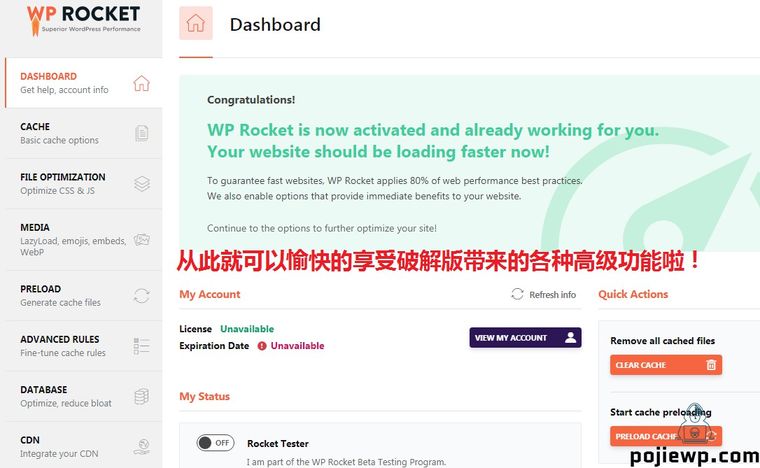 WP ROCKET
Superior WordPress Performance
Dashboard
DASHBOARD
Get help, account info
CACHE
Basic cache options
FILE OPTIMIZATION
Optimize CSS & JS
MEDIA
LazyLoad, emojis, embeds,
WebP
PRELOAD
Generate cache files
ADVANCED RULES
Fine-tune cache rules
DATABASE
Optimize, reduce bloat
CDN
Integrate your CDN
Congratulations!
WP Rocket is now activated and already working for you.
Your website should be loading faster now!
To guarantee fast websites, WP Rocket applies 80% of web performance best practices.
We also enable options that provide immediate benefits to your website.
Continue to the options to further optimize your site!
从此就可以愉快的享受破解版带来的各种高级功能啦！
My Account
Refresh info
License Unavailable
Expiration Date Unavailable
VIEW MY ACCOUNT
My Status
OFF
Rocket Tester
I am part of the WP Rocket Beta Testing Program.
Quick Actions
Remove all cached files
CLEAR CACHE
Start cache preloading
PRELOAD CACHE
pojiewp.com